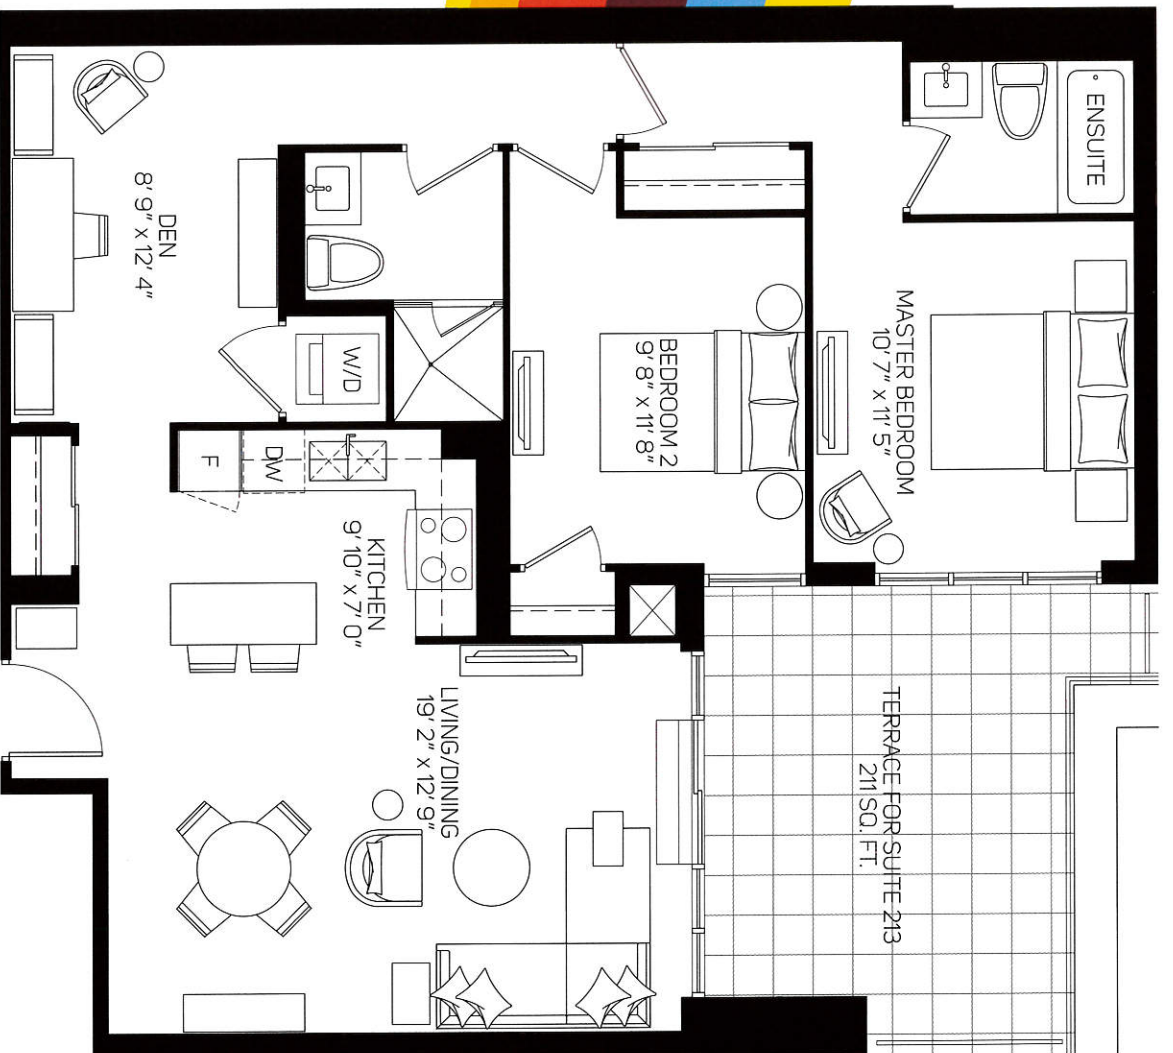 ENSUITE
DEN
8' 9" x 12' 4"
MASTER BEDROOM
10' 7" x 11' 5"
BEDROOM 2
9' 8" x 11' 8"
W/D
F
DW
KITCHEN
9' 10" x 7' 0"
LIVING/DINING
19' 2" x 12' 9"
TERRACE FOR SUITE 213
211 SQ. FT.